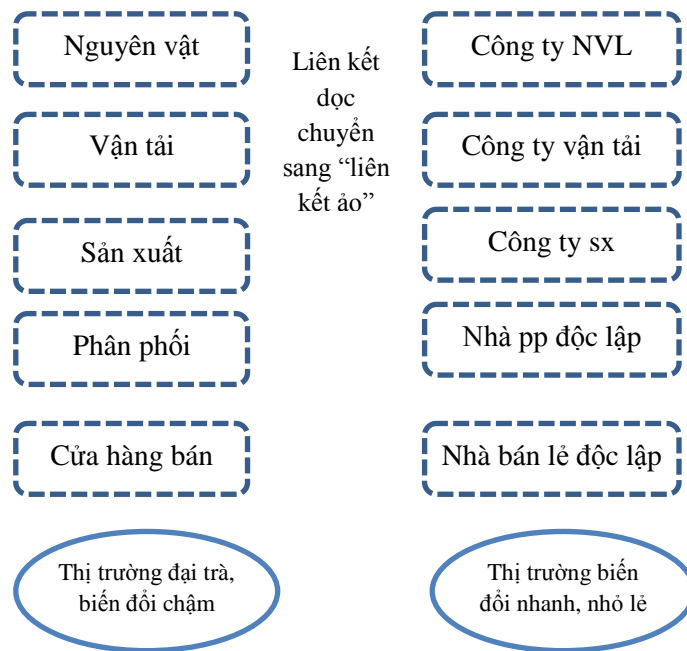 Nguyên vật
Vận tải
Sản xuất
Phân phối
Cửa hàng bán
Thị trường đại trà,
biến đổi chậm
Liên kết
dọc
chuyển
sang “liên
kết ảo”
Công ty NVL
Công ty vận tải
Công ty sx
Nhà pp độc lập
Nhà bán lẻ độc lập
Thị trường biến
đổi nhanh, nhỏ lẻ